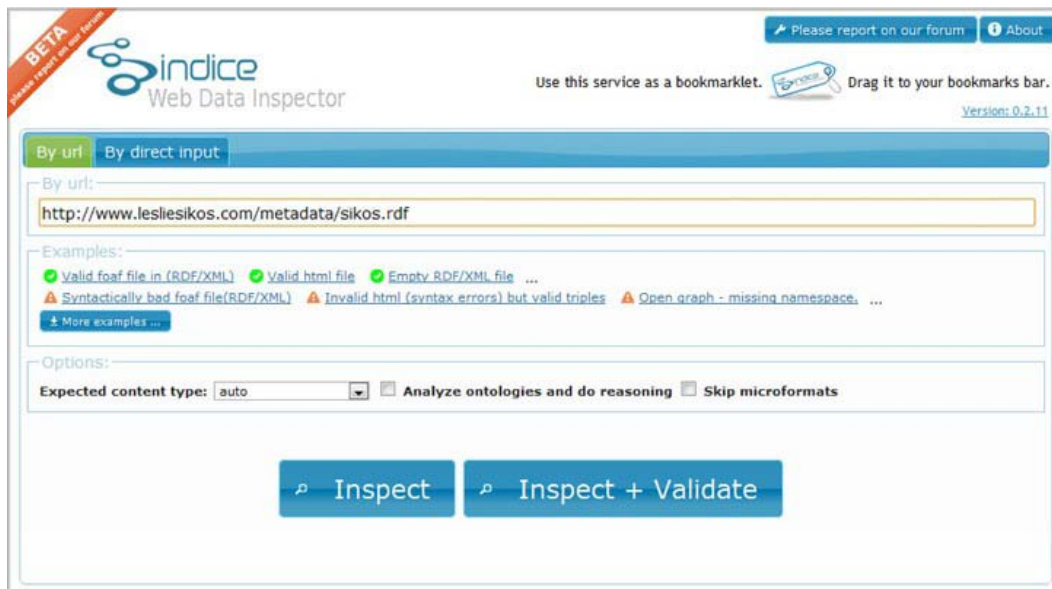 BETA
please report on our forum
Please report on our forum
About
Sindice
Web Data Inspector
Use this service as a bookmarklet. Sindice Drag it to your bookmarks bar.
Version: 0.2.11
By url By direct input
By url:
http://www.lesliesikos.com/metadata/sikos.rdf
Examples:
Valid foaf file in (RDF/XML) Valid html file Empty RDF/XML file ...
Syntactically bad foaf file(RDF/XML) Invalid html (syntax errors) but valid triples Open graph - missing namespace. ...
More examples ...
Options:
Expected content type: auto Analyze ontologies and do reasoning Skip microformats
Inspect Inspect + Validate